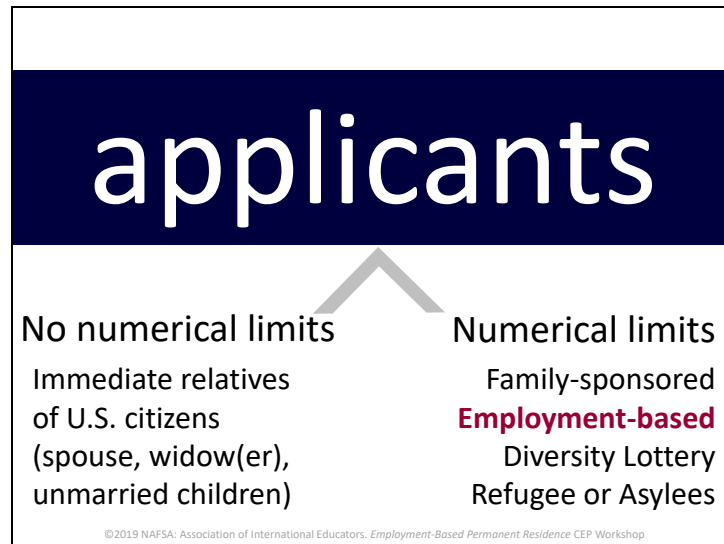 applicants
No numerical limits
Immediate relatives
of U.S. citizens
(spouse, widow(er),
unmarried children)
Numerical limits
Family-sponsored
Employment-based
Diversity Lottery
Refugee or Asylees
©2019 NAFSA: Association of International Educators. Employment-Based Permanent Residence CEP Workshop